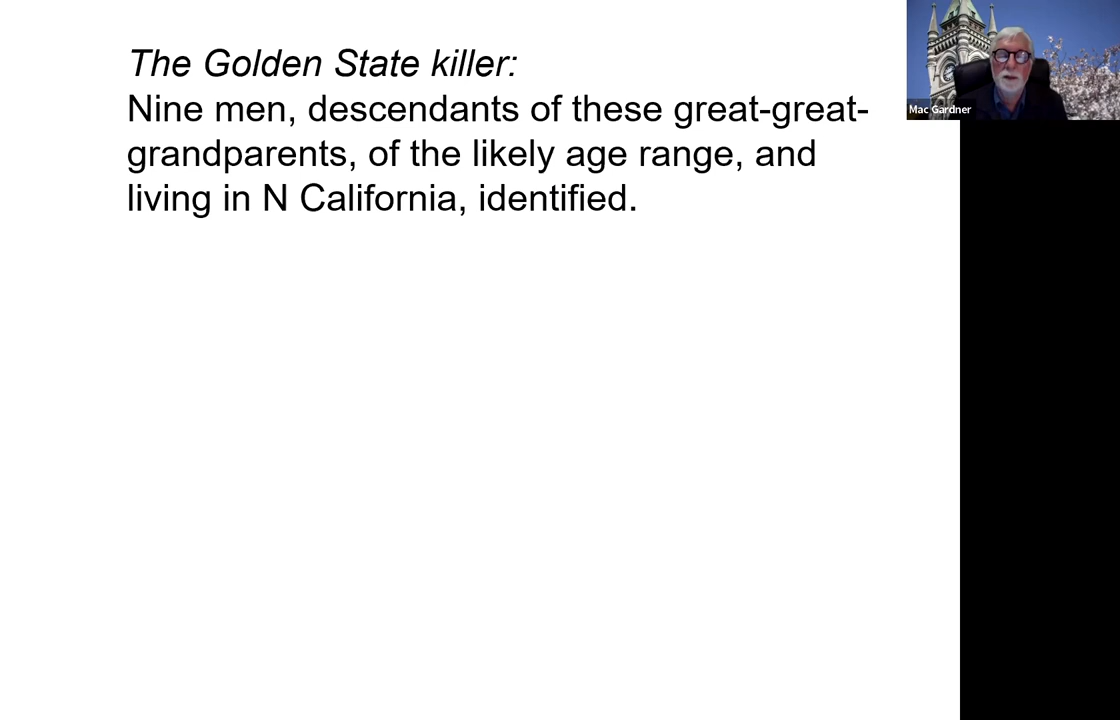 The Golden State killer:
Nine men, descendants of these great-great-
grandparents, of the likely age range, and
living in N California, identified.
Mac Gardner